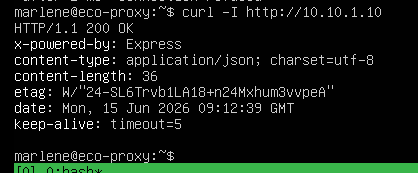 marlene@eco-proxy:~$ curl -I http://10.10.1.10
HTTP/1.1 200 OK
x-powered-by: Express
content-type: application/json; charset=utf-8
content-length: 36
etag: W/"24-SL6Trvb1LA18+n24Mxhum3vvpeA"
date: Mon, 15 Jun 2026 09:12:39 GMT
keep-alive: timeout=5
marlene@eco-proxy:~$
[0] 0:bash*